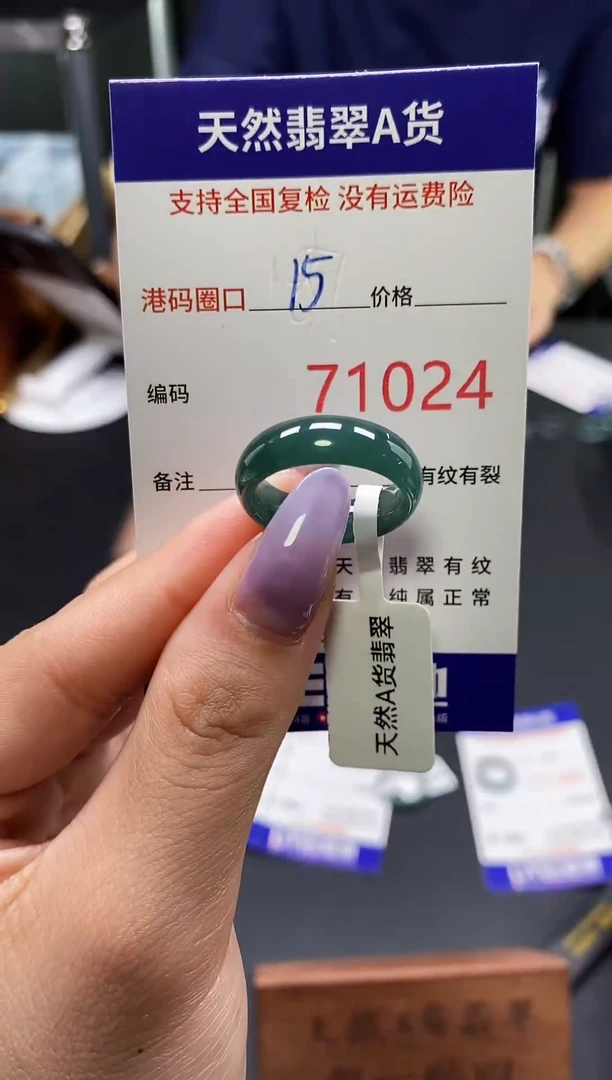 天然翡翠A货
支持全国复检 没有运费险
港码圈口 15 价格
编码 71024
备注 有纹有裂
天 翡翠有纹
有 纯属正常
天然A货翡翠